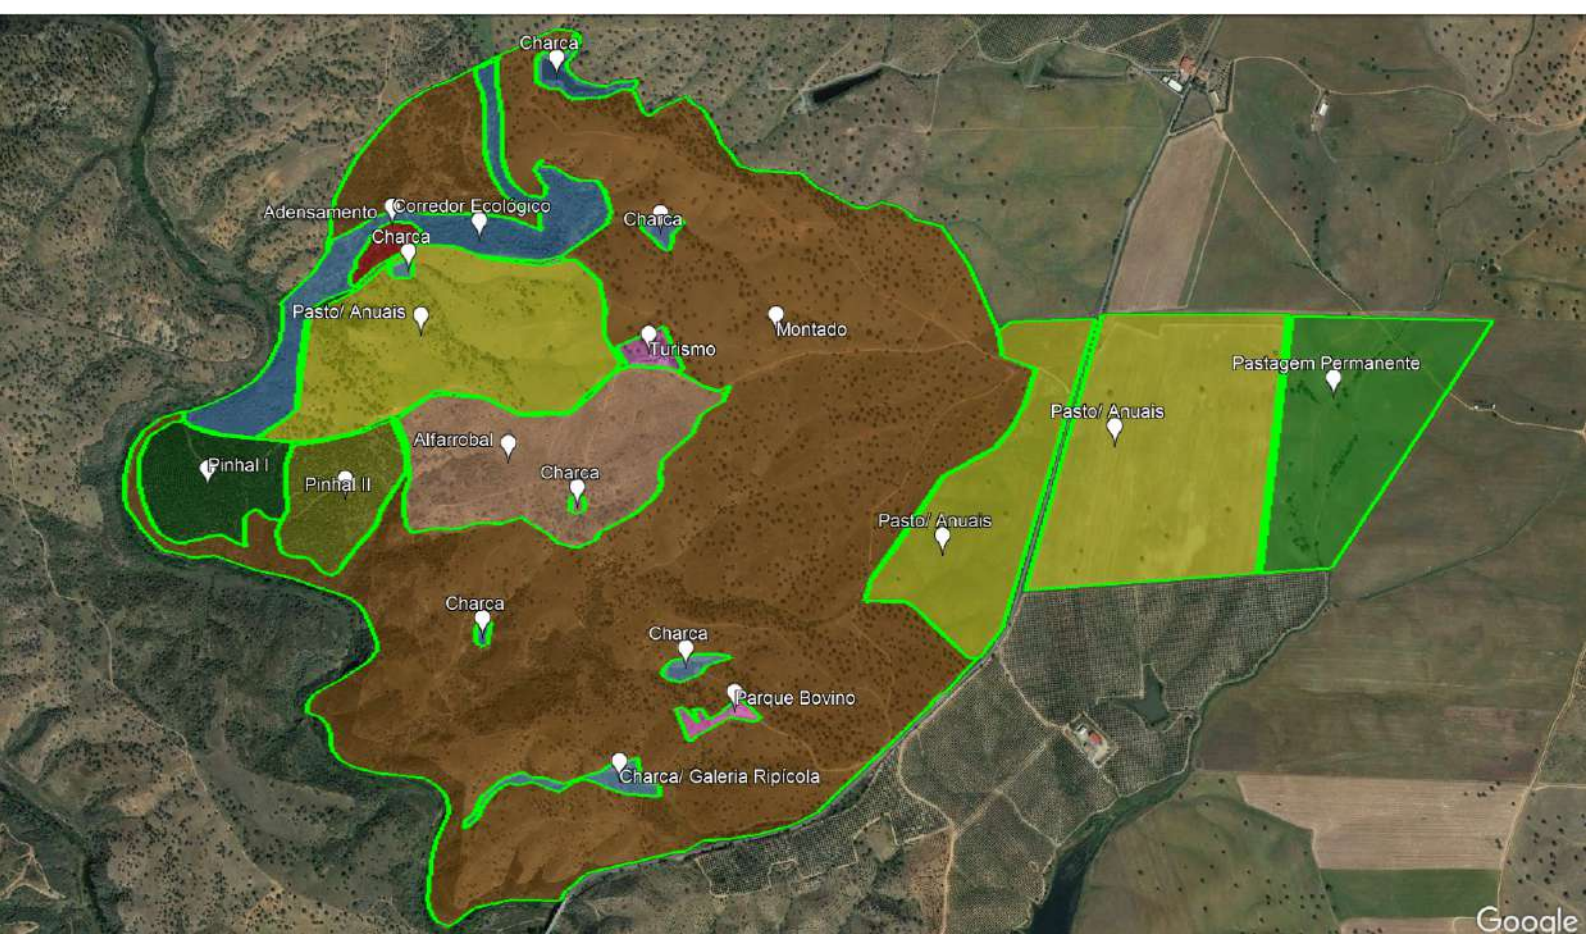 Charca
Adensamento
Corredor Ecológico
Charca
Charca
Pasto/ Anuais
Montado
Turismo
Pastagem Permanente
Pasto/ Anuais
Alfarrobal
Pinhal I
Charca
Pinhal II
Pasto/ Anuais
Charca
Charca
Parque Bovino
Charca/ Galeria Ripícola
Google